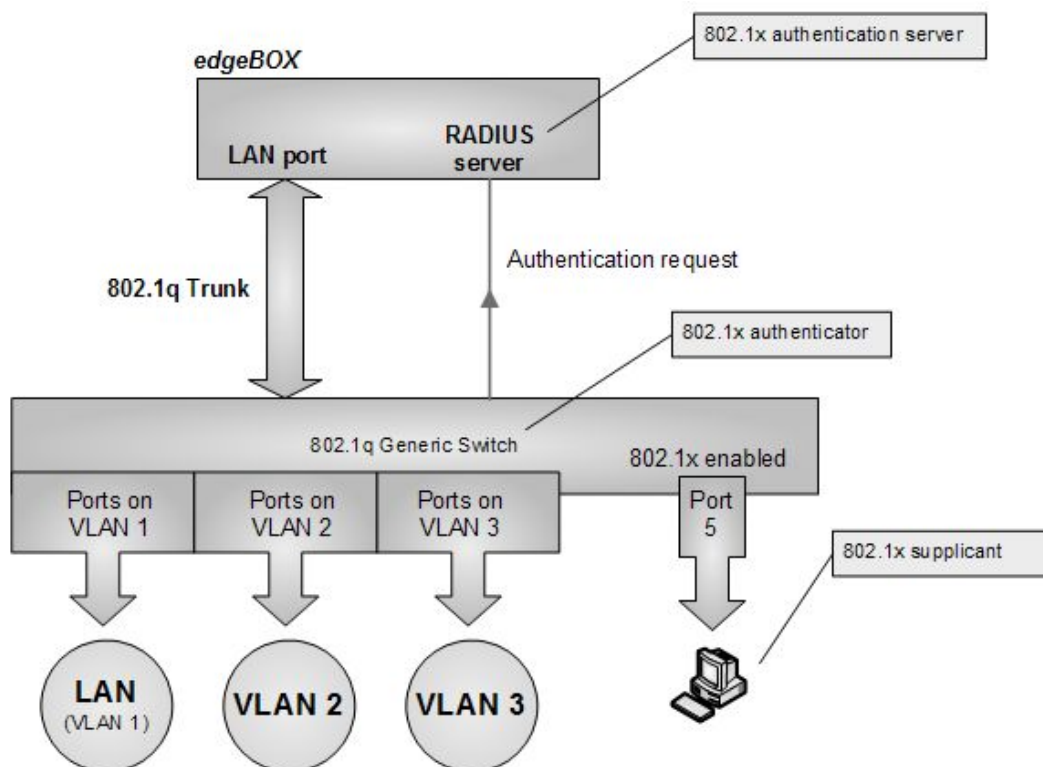 802.1x authentication server
edgeBOX
RADIUS
server
LAN port
Authentication request
802.1q Trunk
802.1x authenticator
802.1q Generic Switch
802.1x enabled
Ports on
VLAN 1
Ports on
VLAN 2
Ports on
VLAN 3
Port
5
802.1x supplicant
LAN
(VLAN 1)
VLAN 2
VLAN 3